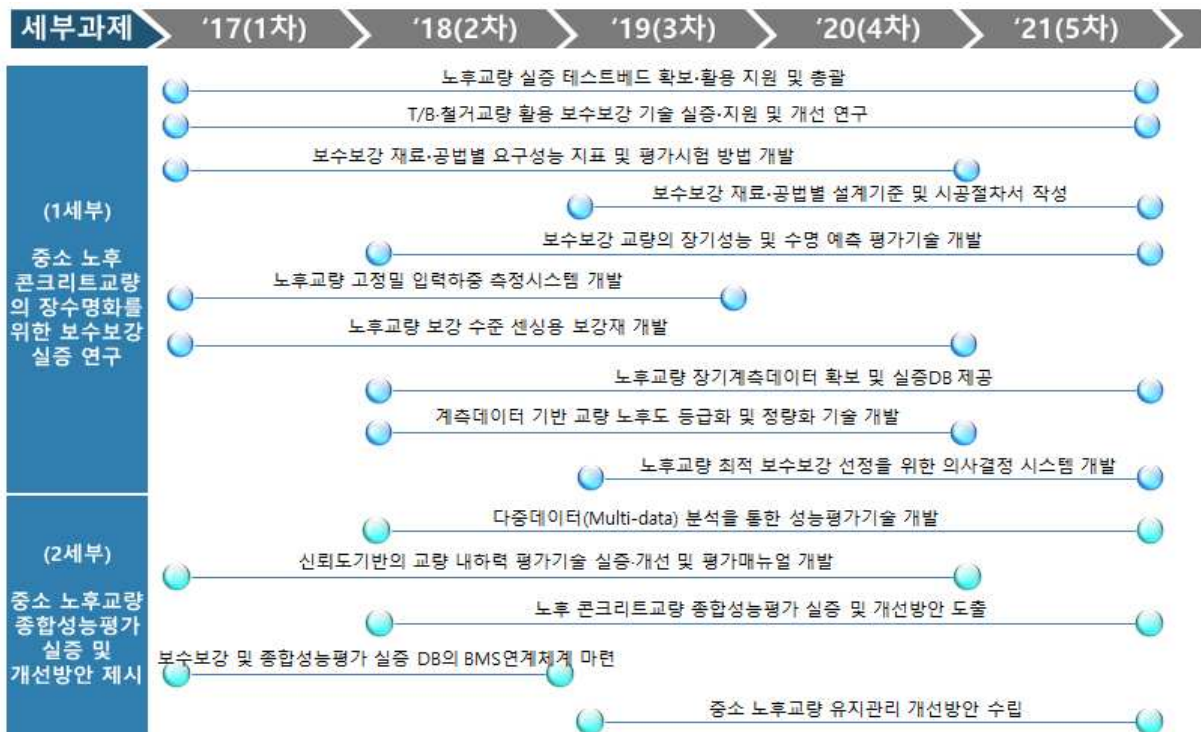 세부과제 '17(1차) '18(2차) '19(3차) '20(4차) '21(5차)
(1세부)
중소 노후
콘크리트교량
의 장수명화를
위한 보수보강
실증 연구
노후교량 실증 테스트베드 확보·활용 지원 및 총괄
T/B·철거교량 활용 보수보강 기술 실증·지원 및 개선 연구
보수보강 재료·공법별 요구성능 지표 및 평가시험 방법 개발
보수보강 재료·공법별 설계기준 및 시공절차서 작성
보수보강 교량의 장기성능 및 수명 예측 평가기술 개발
노후교량 고정밀 입력하중 측정시스템 개발
노후교량 보강 수준 센싱용 보강재 개발
노후교량 장기계측데이터 확보 및 실증DB 제공
계측데이터 기반 교량 노후도 등급화 및 정량화 기술 개발
노후교량 최적 보수보강 선정을 위한 의사결정 시스템 개발
(2세부)
중소 노후교량
종합성능평가
실증 및
개선방안 제시
다중데이터(Multi-data) 분석을 통한 성능평가기술 개발
신뢰도기반의 교량 내하력 평가기술 실증·개선 및 평가매뉴얼 개발
노후 콘크리트교량 종합성능평가 실증 및 개선방안 도출
보수보강 및 종합성능평가 실증 DB의 BMS연계체계 마련
중소 노후교량 유지관리 개선방안 수립